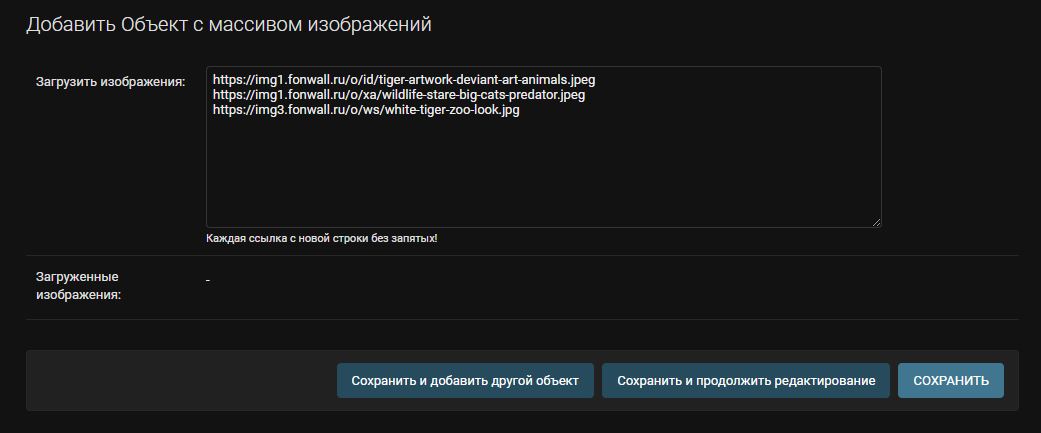 Добавить Объект с массивом изображений
Загрузить изображения:
https://img1.fonwall.ru/o/id/tiger-artwork-deviant-art-animals.jpeg
https://img1.fonwall.ru/o/xa/wildlife-stare-big-cats-predator.jpeg
https://img3.fonwall.ru/o/ws/white-tiger-zoo-look.jpg
Каждая ссылка с новой строки без запятых!
Загруженные
изображения:
-
Сохранить и добавить другой объект
Сохранить и продолжить редактирование
СОХРАНИТЬ